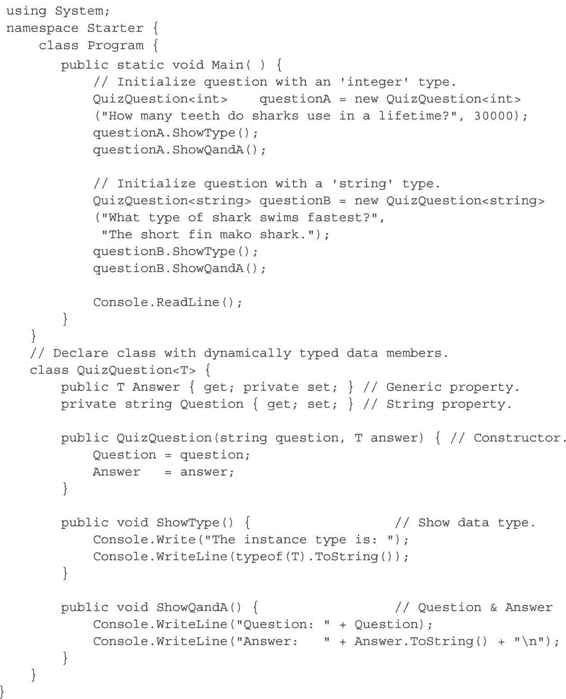 using System;
namespace Starter {
    class Program {
       public static void Main( ) {
           // Initialize question with an 'integer' type.
           QuizQuestion<int>    questionA = new QuizQuestion<int>
           ("How many teeth do sharks use in a lifetime?", 30000);
           questionA.ShowType();
           questionA.ShowQandA();

           // Initialize question with a 'string' type.
           QuizQuestion<string> questionB = new QuizQuestion<string>
           ("What type of shark swims fastest?",
            "The short fin mako shark.");
           questionB.ShowType();
           questionB.ShowQandA();

           Console.ReadLine();
       }
   }
   // Declare class with dynamically typed data members.
   class QuizQuestion<T> {
       public T Answer { get; private set; } // Generic property.
       private string Question { get; set; } // String property.

       public QuizQuestion(string question, T answer) { // Constructor.
           Question = question;
           Answer   = answer;
       }

       public void ShowType() {                  // Show data type.
           Console.Write("The instance type is: ");
           Console.WriteLine(typeof(T).ToString());
       }

       public void ShowQandA() {                 // Question & Answer
           Console.WriteLine("Question: " + Question);
           Console.WriteLine("Answer:   " + Answer.ToString() + "\n");
       }
   }
}